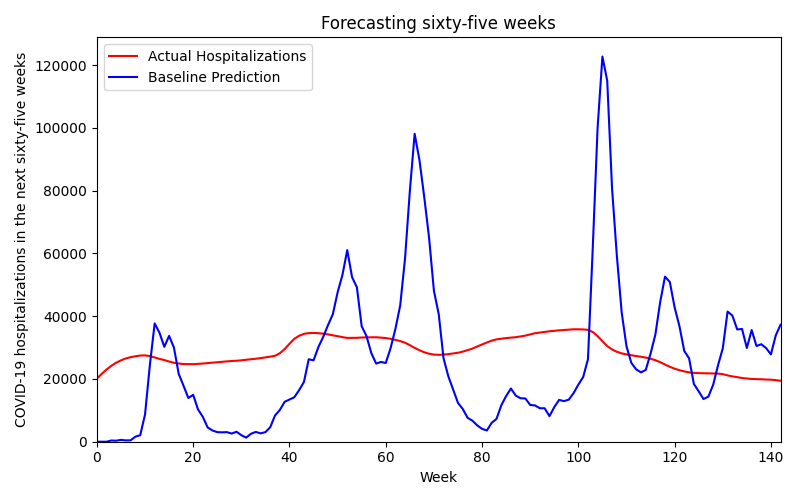 Forecasting sixty-five weeks
Actual Hospitalizations
Baseline Prediction
COVID-19 hospitalizations in the next sixty-five weeks
120000
100000
80000
60000
40000
20000
0
0 20 40 60 80 100 120 140
Week